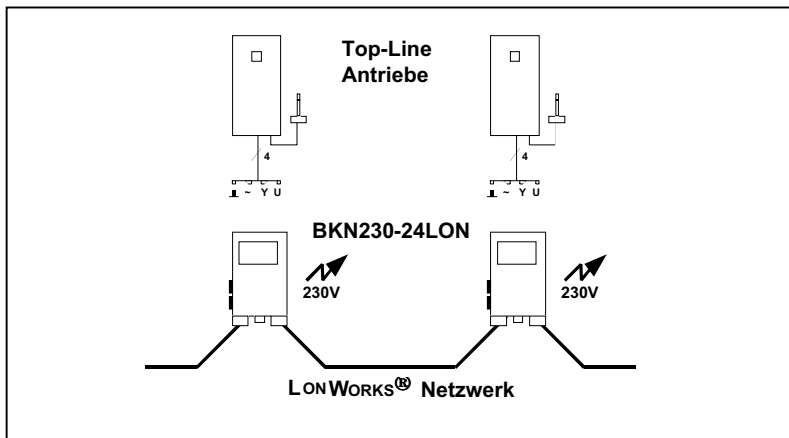 Top-Line
Antriebe
4
4
⊥ ~ Y U
⊥ ~ Y U
BKN230-24LON
230V
230V
LONWORKS® Netzwerk